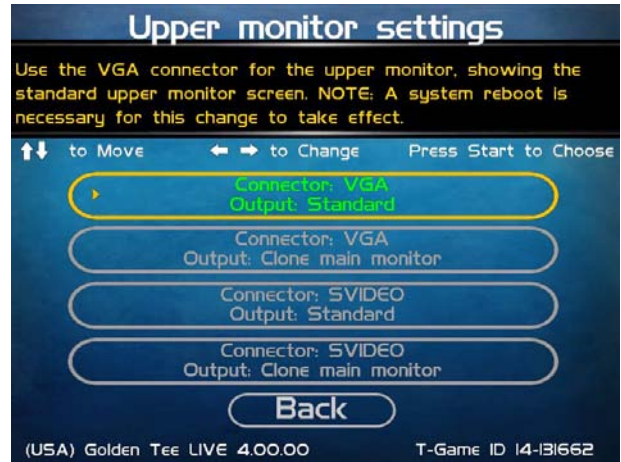 Upper monitor settings
Use the VGA connector for the upper monitor, showing the
standard upper monitor screen. NOTE: A system reboot is
necessary for this change to take effect.
↑↓ to Move ← → to Change Press Start to Choose
Connector: VGA
Output: Standard
Connector: VGA
Output: Clone main monitor
Connector: SVIDEO
Output: Standard
Connector: SVIDEO
Output: Clone main monitor
Back
(USA) Golden Tee LIVE 4.00.00 T-Game ID 14-131662